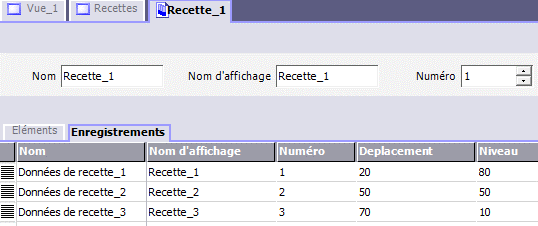 Vue_1 Recettes Recette_1
Nom Recette_1 Nom d'affichage Recette_1 Numéro 1
Eléments Enregistrements
Nom Nom d'affichage Numéro Deplacement Niveau
Données de recette_1 Recette_1 1 20 80
Données de recette_2 Recette_2 2 50 50
Données de recette_3 Recette_3 3 70 10